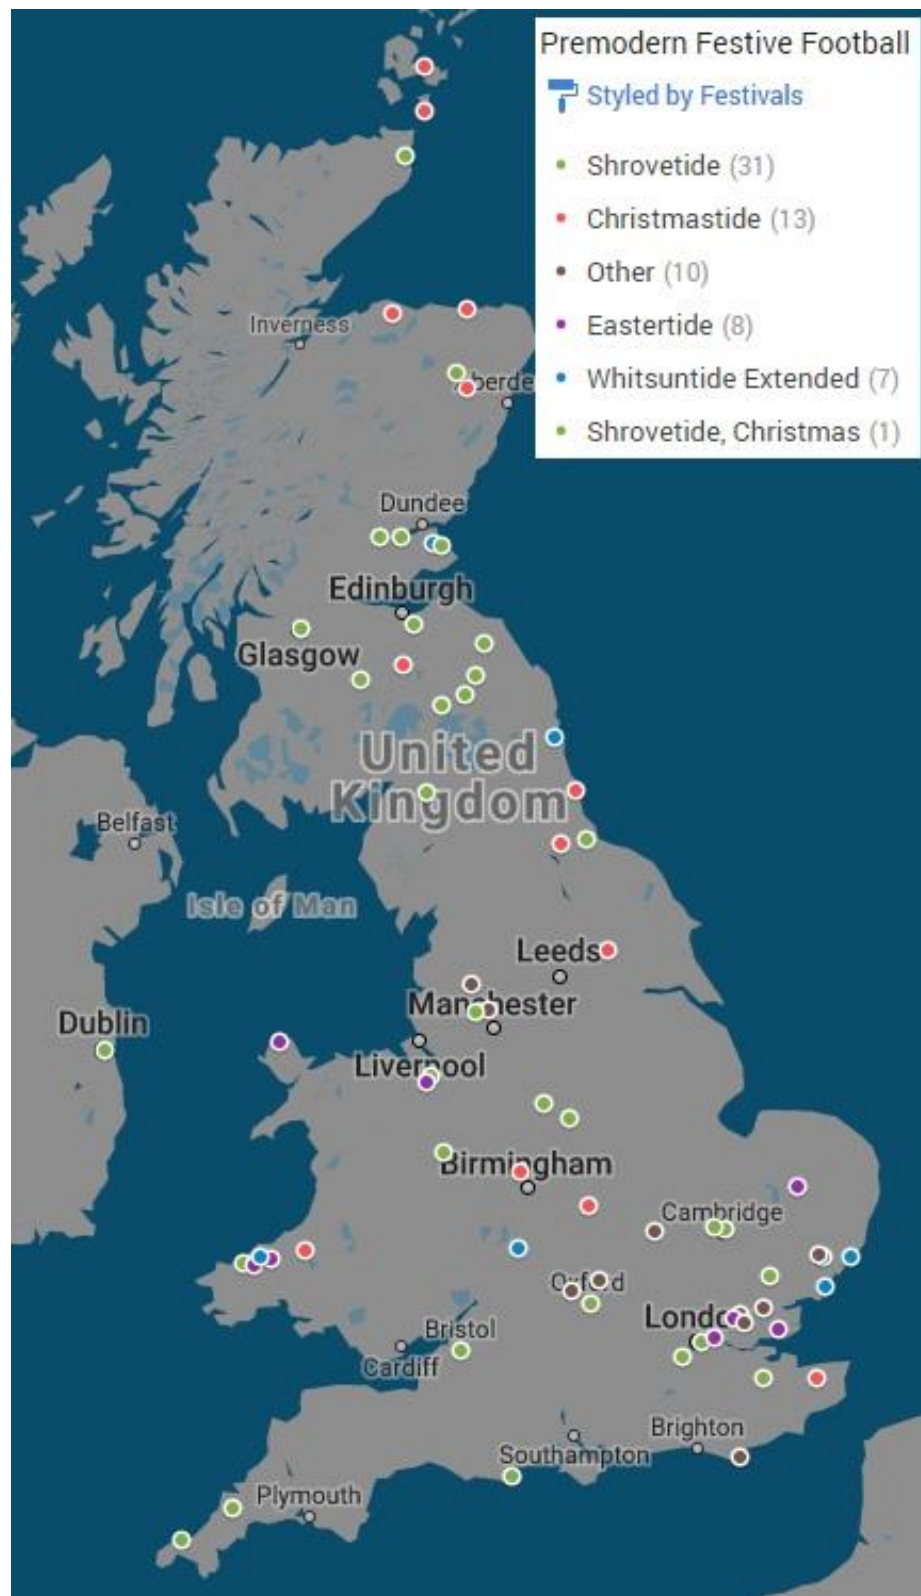 Premodern Festive Football
Styled by Festivals
Shrovetide (31)
Christmastide (13)
Other (10)
Eastertide (8)
Whitsuntide Extended (7)
Shrovetide, Christmas (1)
Inverness
Dundee
Edinburgh
Glasgow
United
Kingdom
Belfast
Isle of Man
Leeds
Manchester
Dublin
Liverpool
Birmingham
Cambridge
Oxford
London
Bristol
Cardiff
Brighton
Southampton
Plymouth